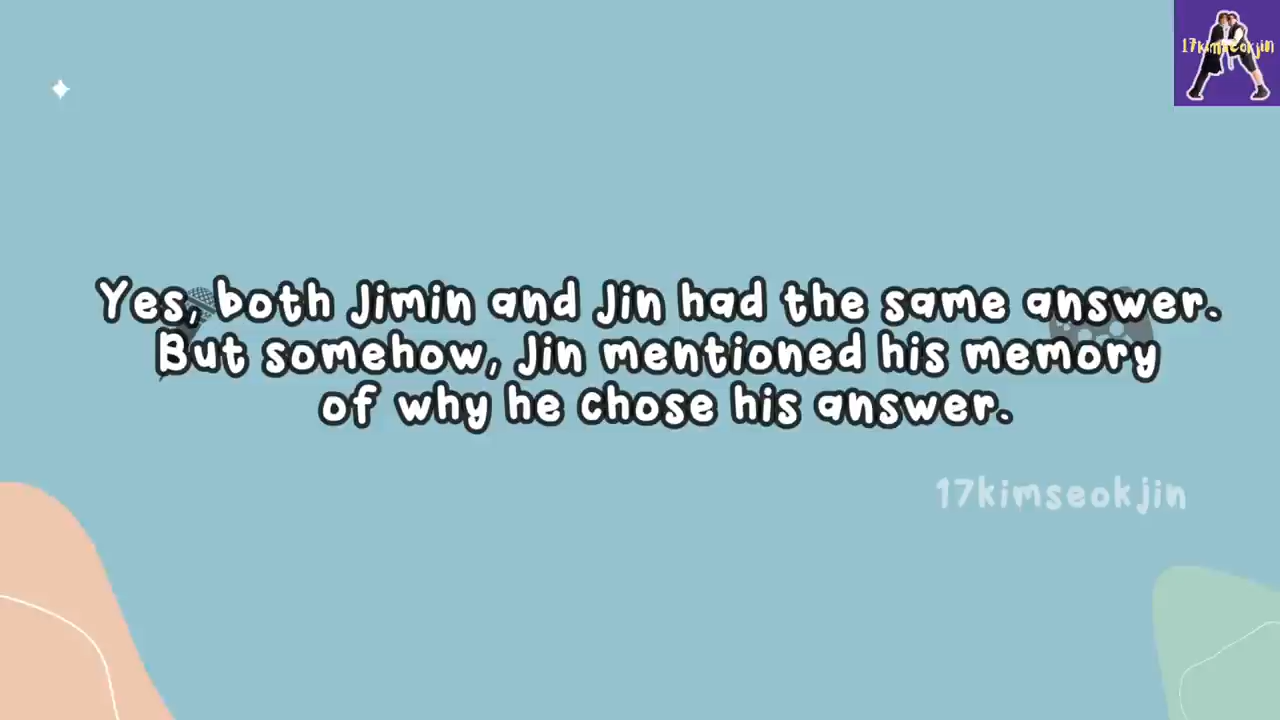 17kimseokjin
Yes, both Jimin and Jin had the same answer.
But somehow, Jin mentioned his memory
of why he chose his answer.
17kimseokjin